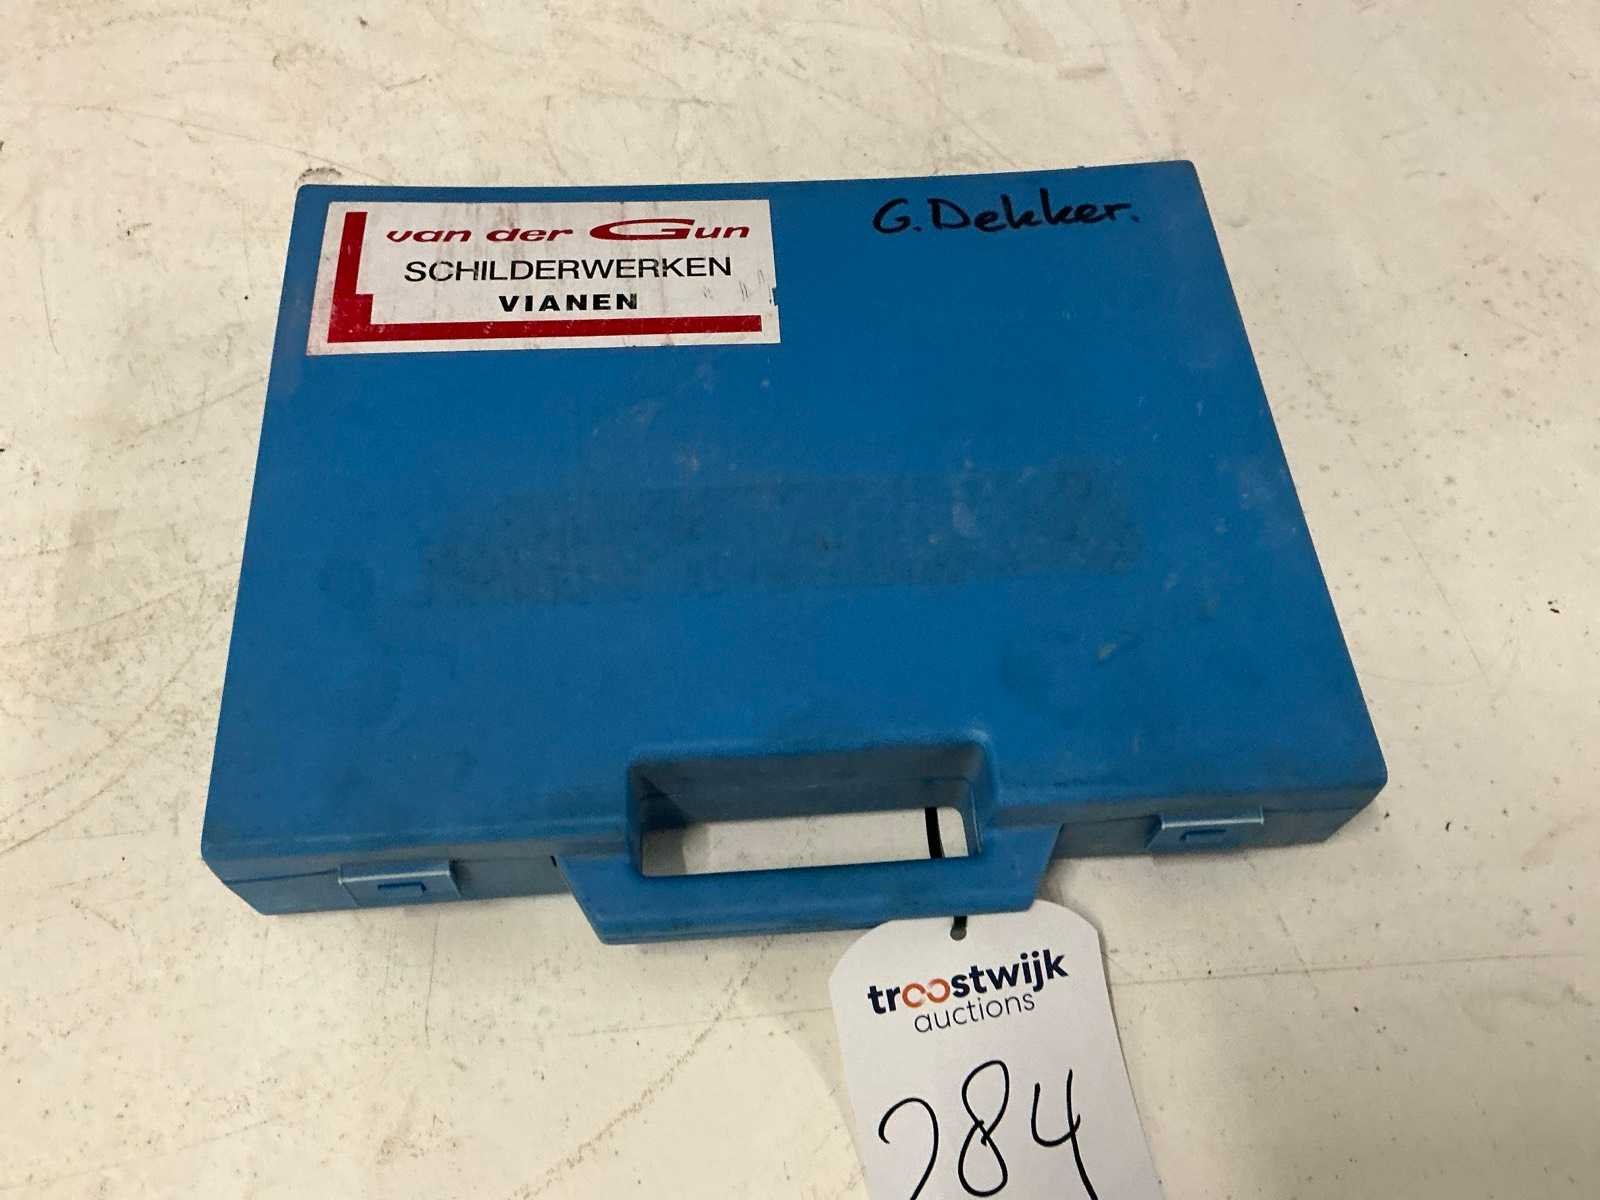 van der Gun
SCHILDERWERKEN
VIANEN
G. Dekker.
troostwijk
auctions
284